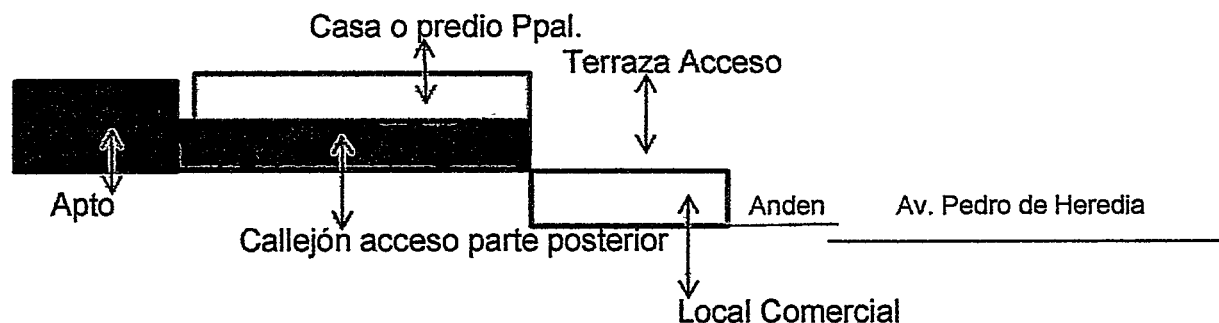 Casa o predio Ppal.
Terraza Acceso
Apto
Anden
Av. Pedro de Heredia
Callejón acceso parte posterior
Local Comercial